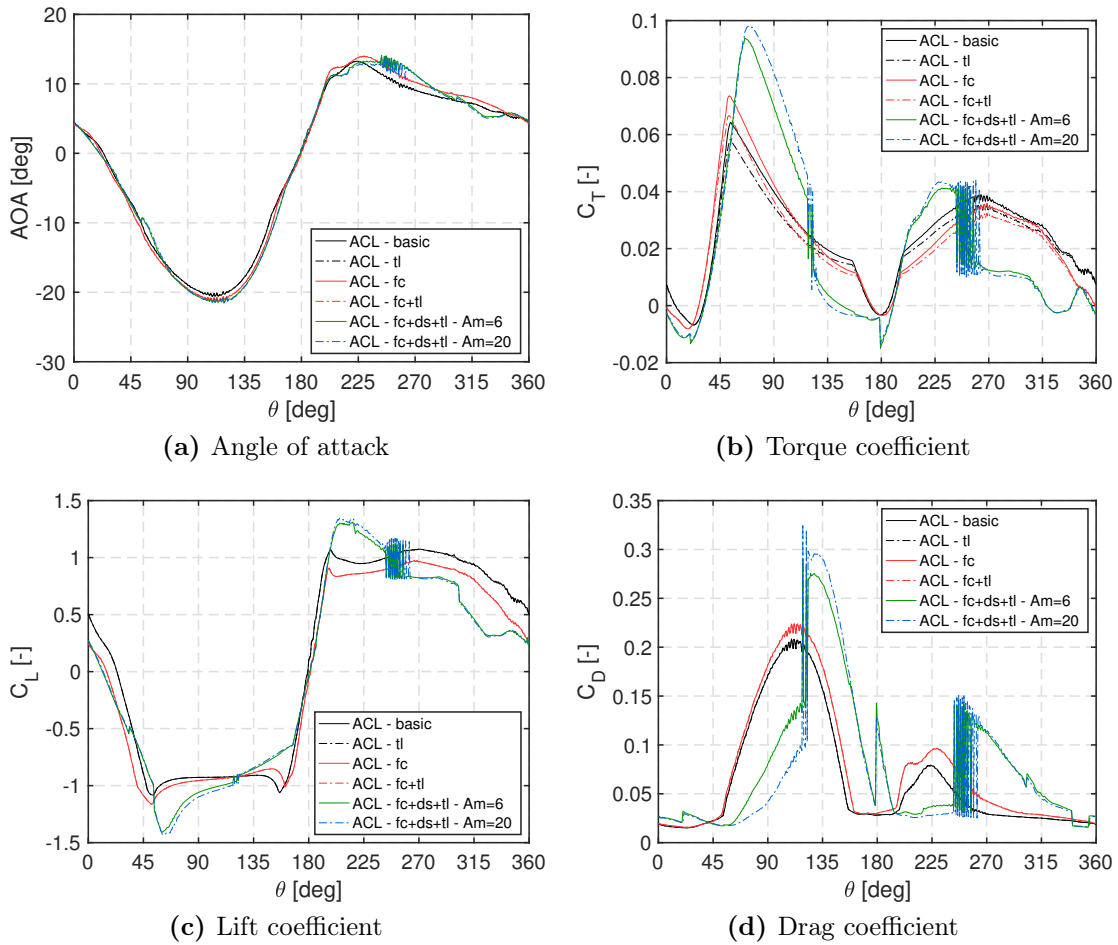 20
10
0
-10
-20
-30
AOA [deg]
ACL - basic
ACL - tl
ACL - fc
ACL - fc+tl
ACL - fc+ds+tl - Am=6
ACL - fc+ds+tl - Am=20
0 45 90 135 180 225 270 315 360
θ [deg]
(a) Angle of attack
0.1
0.08
0.06
0.04
0.02
0
-0.02
C_T [-]
ACL - basic
ACL - tl
ACL - fc
ACL - fc+tl
ACL - fc+ds+tl - Am=6
ACL - fc+ds+tl - Am=20
0 45 90 135 180 225 270 315 360
θ [deg]
(b) Torque coefficient
1.5
1
0.5
0
-0.5
-1
-1.5
C_L [-]
ACL - basic
ACL - tl
ACL - fc
ACL - fc+tl
ACL - fc+ds+tl - Am=6
ACL - fc+ds+tl - Am=20
0 45 90 135 180 225 270 315 360
θ [deg]
(c) Lift coefficient
0.35
0.3
0.25
0.2
0.15
0.1
0.05
0
C_D [-]
ACL - basic
ACL - tl
ACL - fc
ACL - fc+tl
ACL - fc+ds+tl - Am=6
ACL - fc+ds+tl - Am=20
0 45 90 135 180 225 270 315 360
θ [deg]
(d) Drag coefficient